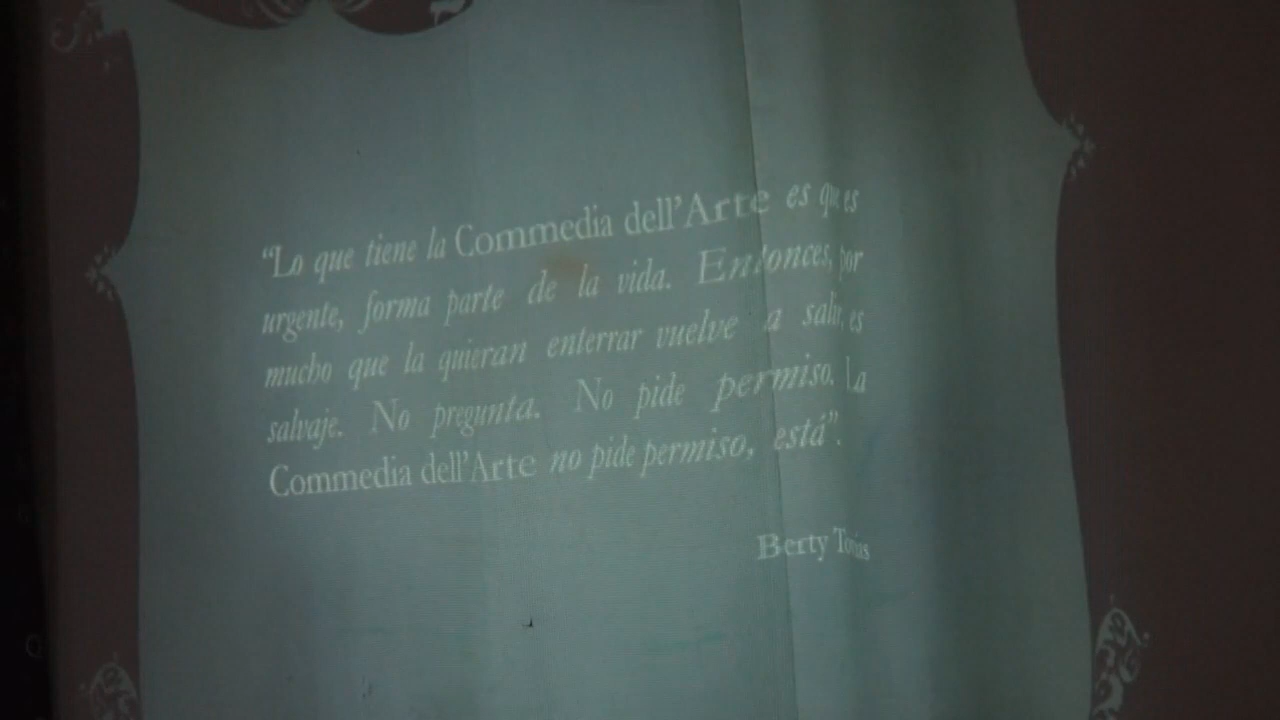 “Lo que tiene la Commedia dell’Arte es que es
urgente, forma parte de la vida. Entonces, por
mucho que la quieran enterrar vuelve a salir, es
salvaje. No pregunta. No pide permiso. La
Commedia dell’Arte no pide permiso, está”.
Berty Tovías